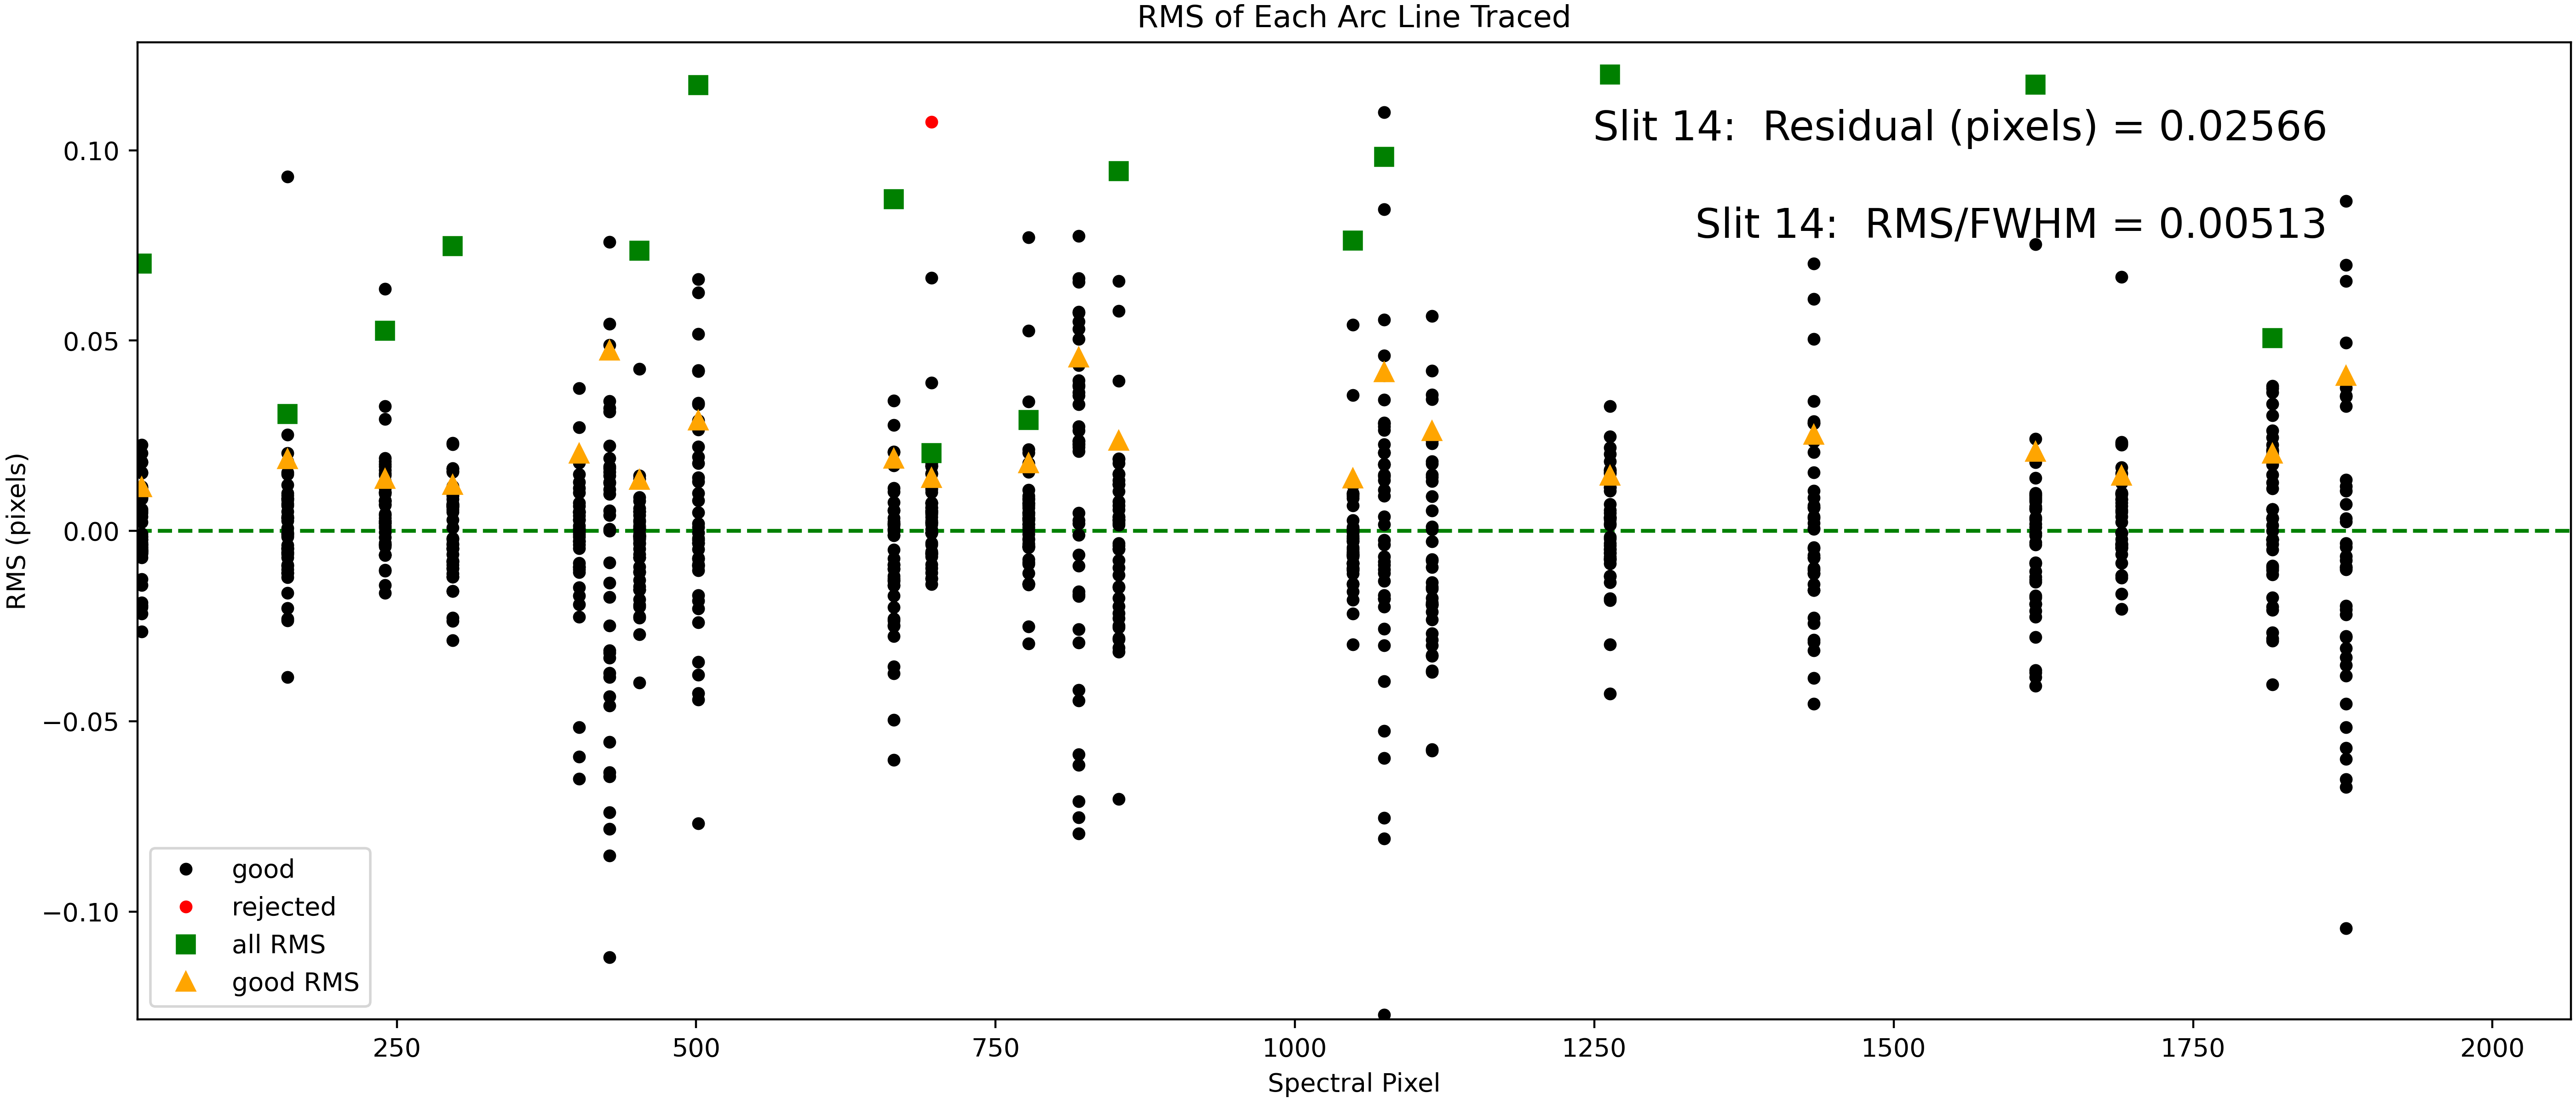 RMS of Each Arc Line Traced
Slit 14:  Residual (pixels) = 0.02566
Slit 14:  RMS/FWHM = 0.00513
RMS (pixels)
0.10
0.05
0.00
−0.05
−0.10
good
rejected
all RMS
good RMS
250 500 750 1000 1250 1500 1750 2000
Spectral Pixel